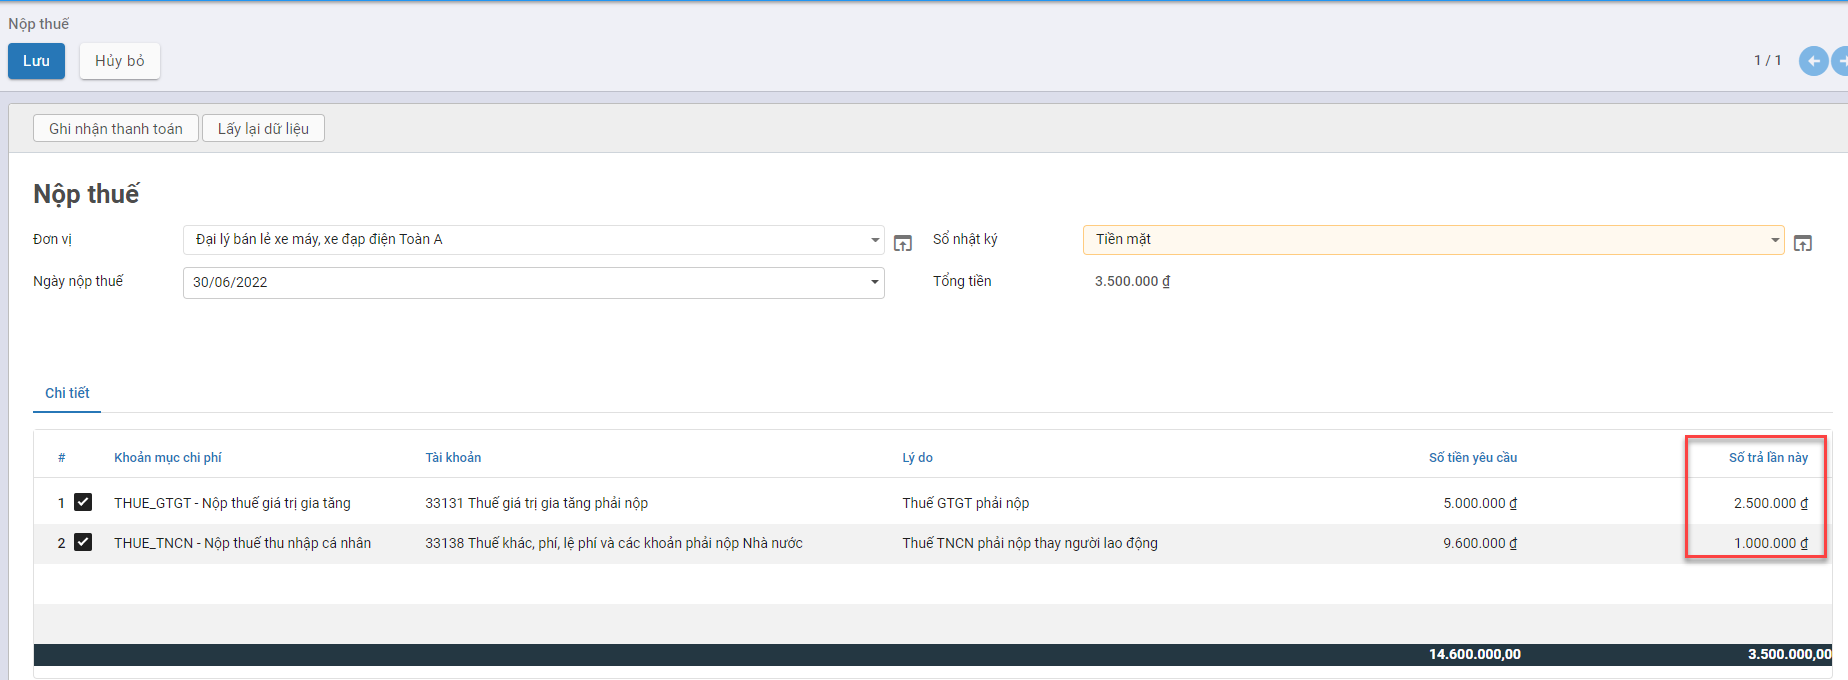 Nộp thuế
Lưu Hủy bỏ 1 / 1
Ghi nhận thanh toán Lấy lại dữ liệu
Nộp thuế
Đơn vị Đại lý bán lẻ xe máy, xe đạp điện Toàn A Sổ nhật ký Tiền mặt
Ngày nộp thuế 30/06/2022 Tổng tiền 3.500.000 ₫
Chi tiết
# Khoản mục chi phí Tài khoản Lý do Số tiền yêu cầu Số trả lần này
1 THUE_GTGT - Nộp thuế giá trị gia tăng 33131 Thuế giá trị gia tăng phải nộp Thuế GTGT phải nộp 5.000.000 ₫ 2.500.000 ₫
2 THUE_TNCN - Nộp thuế thu nhập cá nhân 33138 Thuế khác, phí, lệ phí và các khoản phải nộp Nhà nước Thuế TNCN phải nộp thay người lao động 9.600.000 ₫ 1.000.000 ₫
14.600.000,00 3.500.000,00